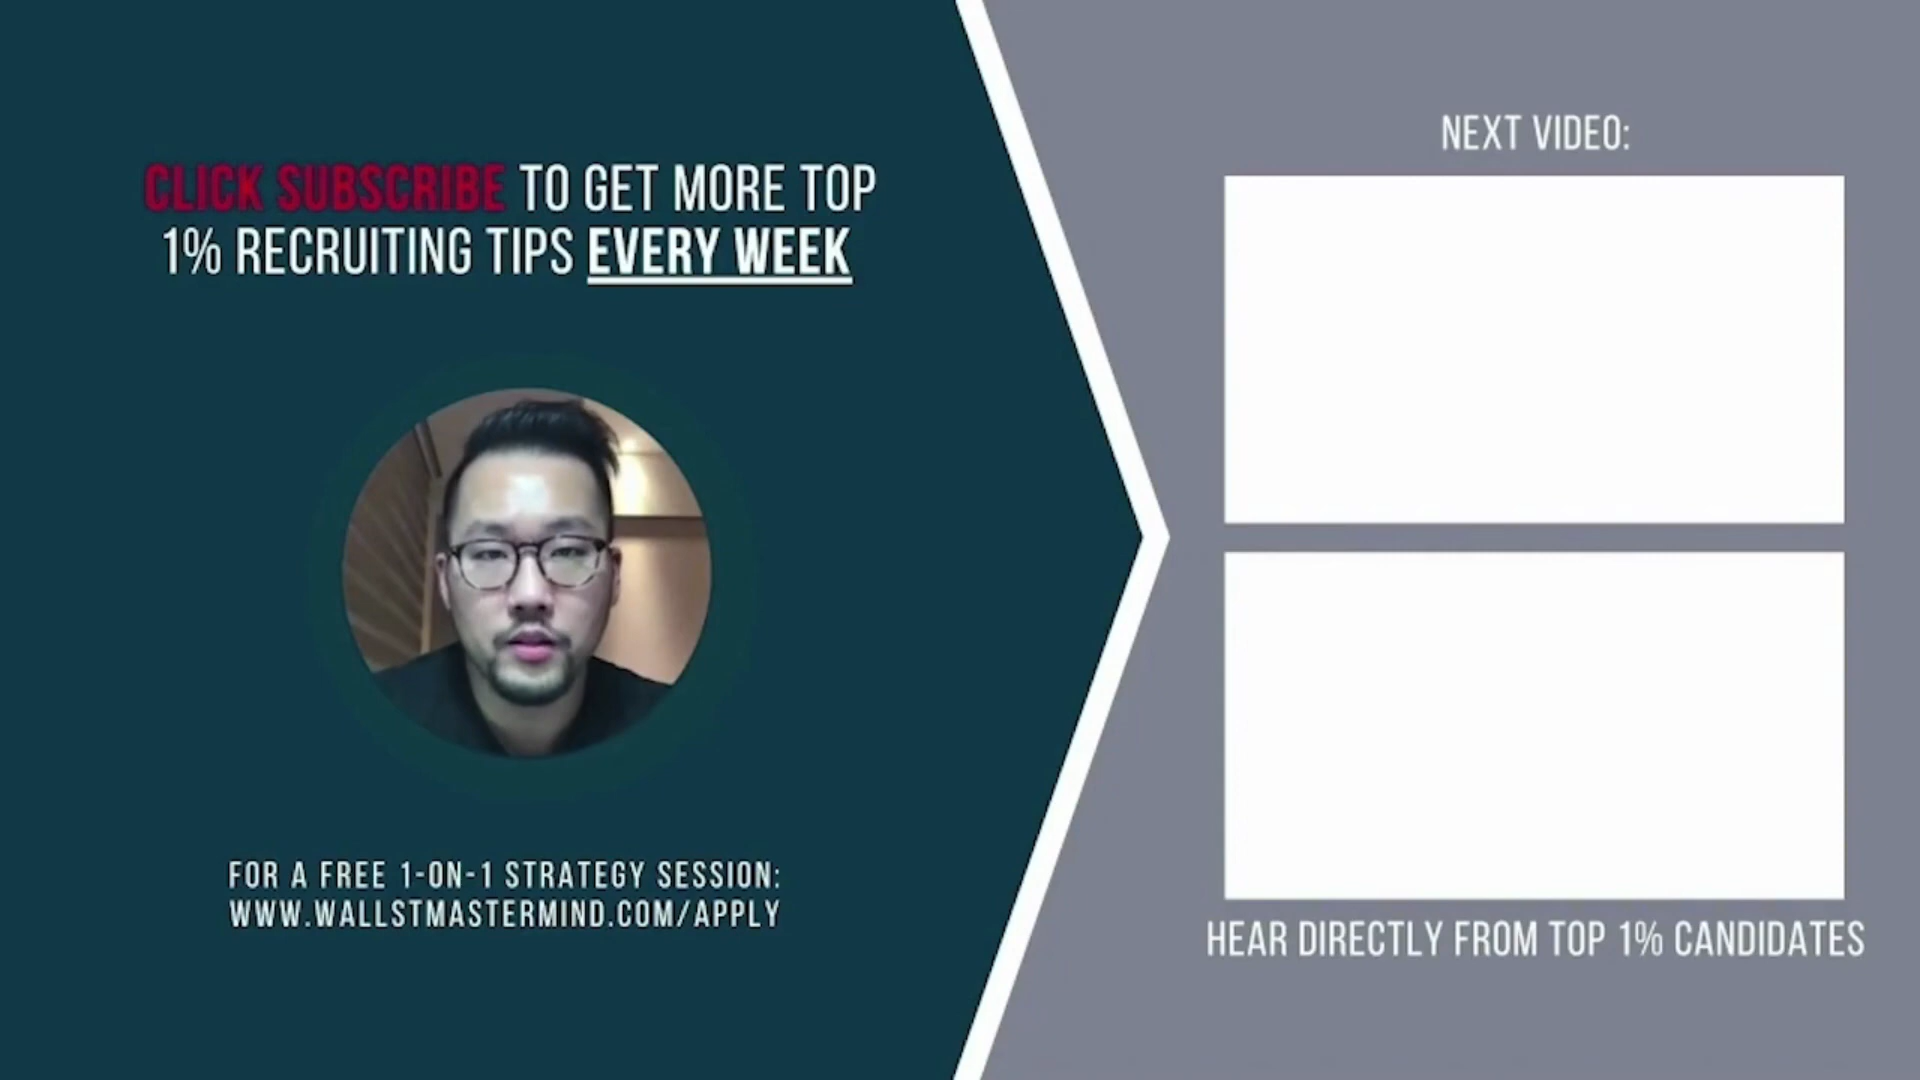 CLICK SUBSCRIBE TO GET MORE TOP
1% RECRUITING TIPS EVERY WEEK
FOR A FREE 1-ON-1 STRATEGY SESSION:
WWW.WALLSTMASTERMIND.COM/APPLY
NEXT VIDEO:
HEAR DIRECTLY FROM TOP 1% CANDIDATES